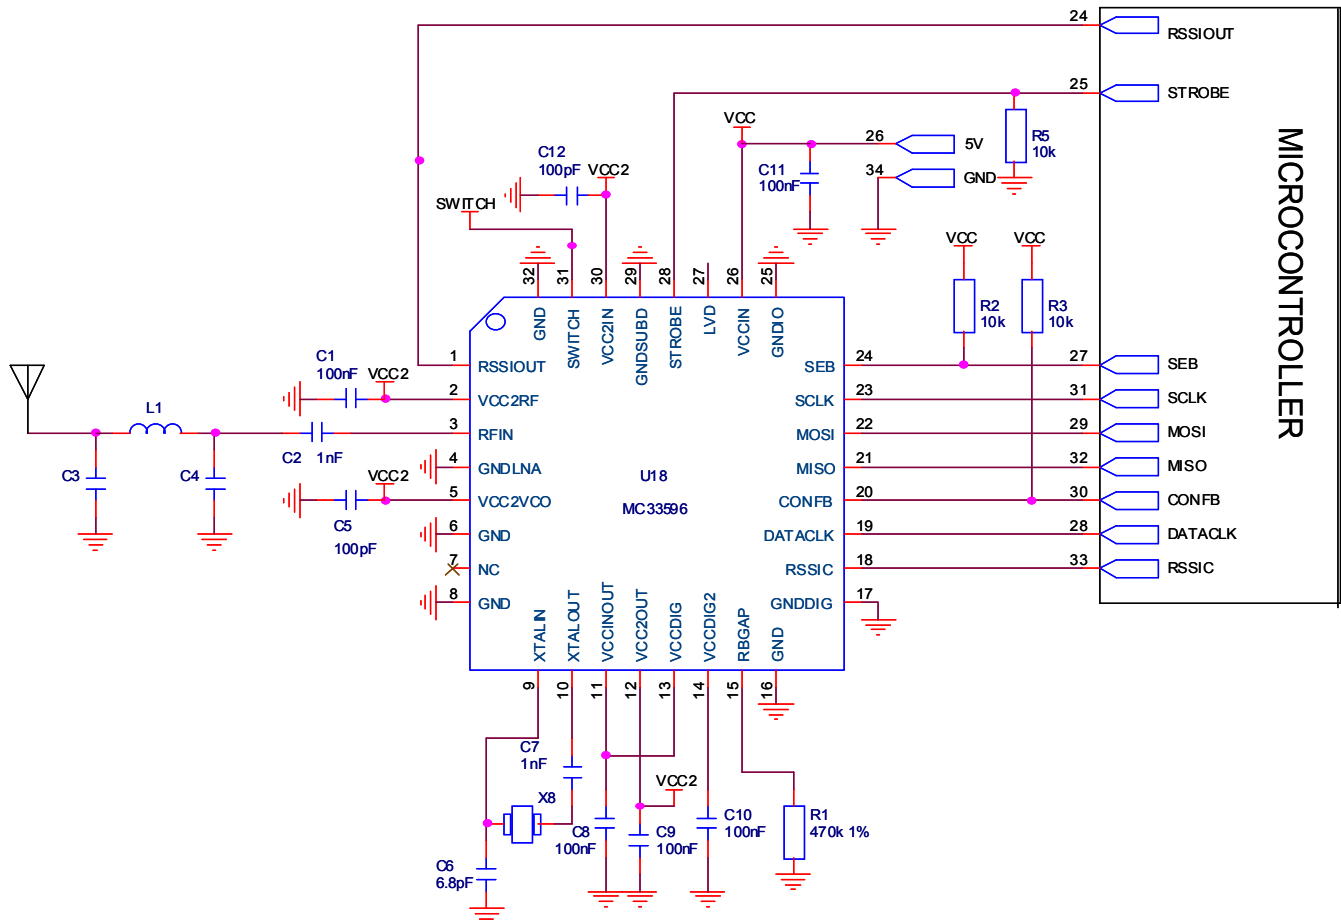 24
RSSIOUT
25
STROBE
VCC
26
5V
R5
10k
C12
100pF
VCC2
C11
100nF
34
GND
SWITCH
VCC
VCC
32
31
30
29
28
27
26
25
R2
10k
R3
10k
MICROCONTROLLER
GND
SWITCH
VCC2IN
GNDSUBD
STROBE
LVD
VCCIN
GNDIO
C1
100nF
VCC2
1
RSSIOUT
SEB
24
27
SEB
2
VCC2RF
SCLK
23
31
SCLK
L1
C2
1nF
3
RFIN
MOSI
22
29
MOSI
C3
C4
VCC2
4
GNDLNA
U18
MISO
21
32
MISO
C5
100pF
5
VCC2VCO
MC33596
CONFB
20
30
CONFB
6
GND
DATACLK
19
28
DATACLK
7
NC
RSSIC
18
33
RSSIC
8
GND
GNDDIG
17
XTALIN
XTALOUT
VCCINOUT
VCC2OUT
VCCDIG
VCCDIG2
RBGAP
GND
9
10
11
12
13
14
15
16
C7
1nF
VCC2
X8
C8
100nF
C9
100nF
C10
100nF
R1
470k 1%
C6
6.8pF